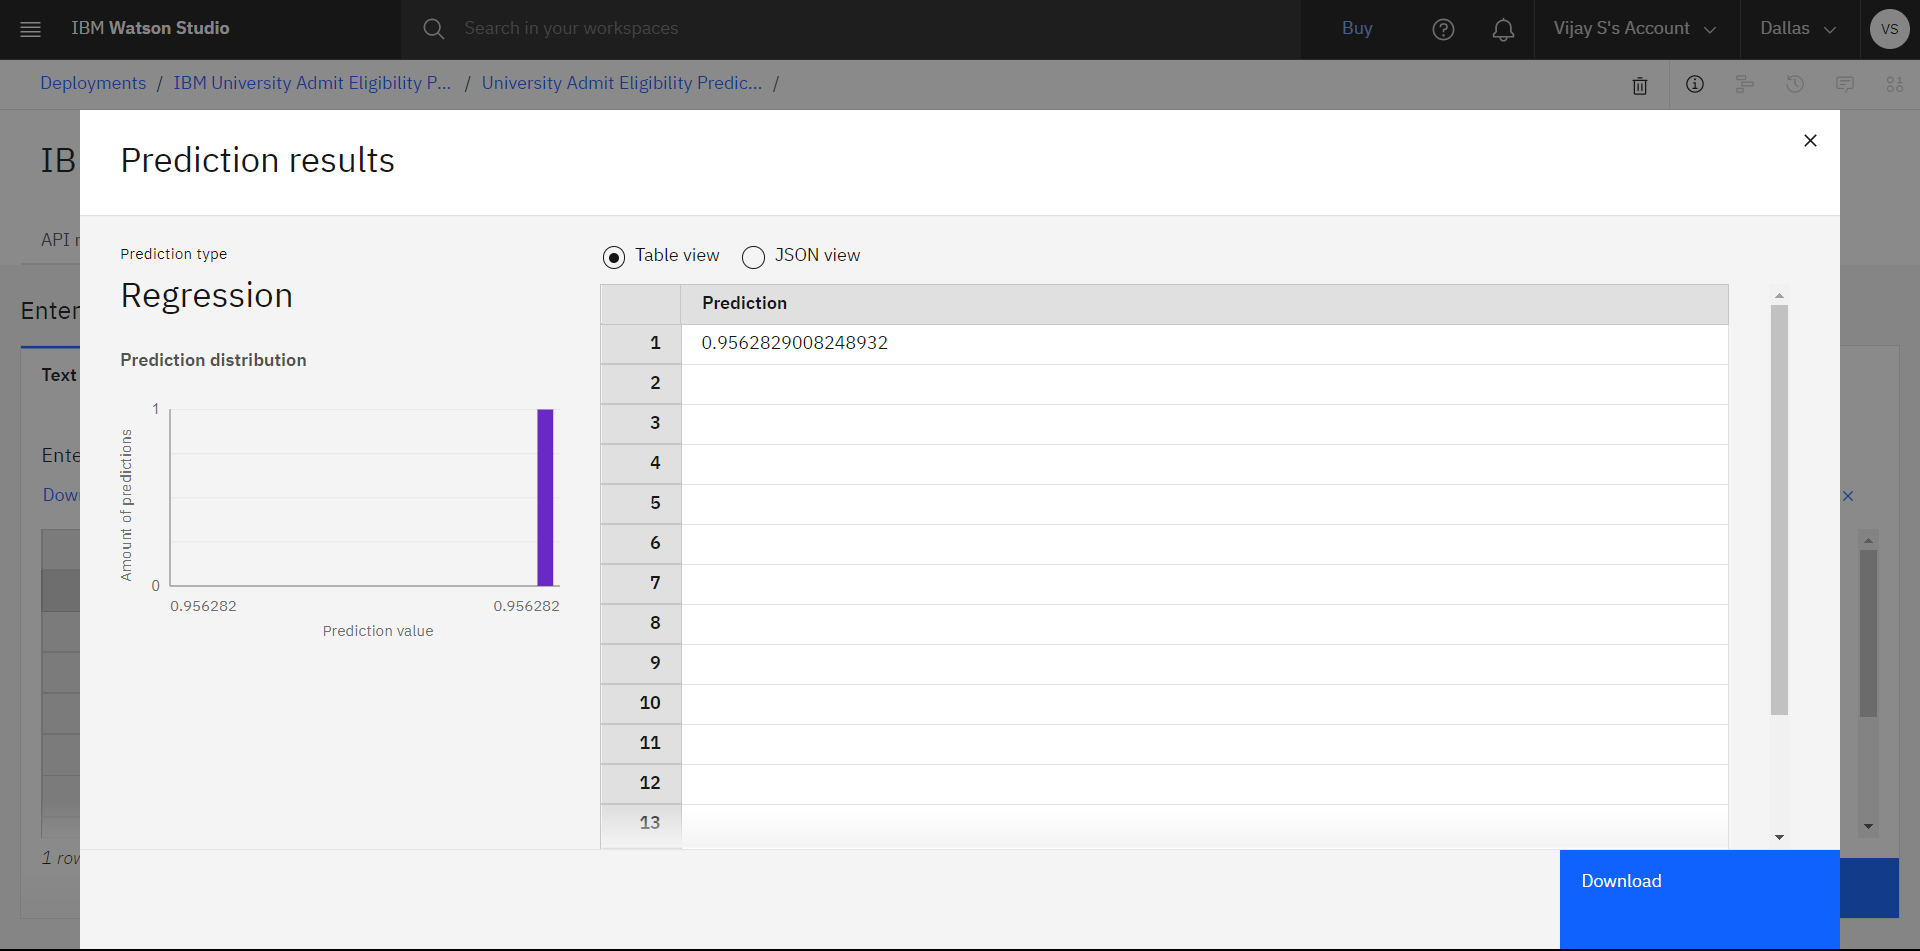 IBM Watson Studio
Search in your workspaces
Buy
Vijay S's Account
Dallas
VS
Deployments / IBM University Admit Eligibility P... / University Admit Eligibility Predic... /
IB
Prediction results
API r
Prediction type
Regression
Table view
JSON view
Enter
Prediction distribution
Text
Ente
Dow
1 row
Amount of predictions
1
0
0.956282
0.956282
Prediction value
Prediction
1 0.9562829008248932
2
3
4
5
6
7
8
9
10
11
12
13
Download